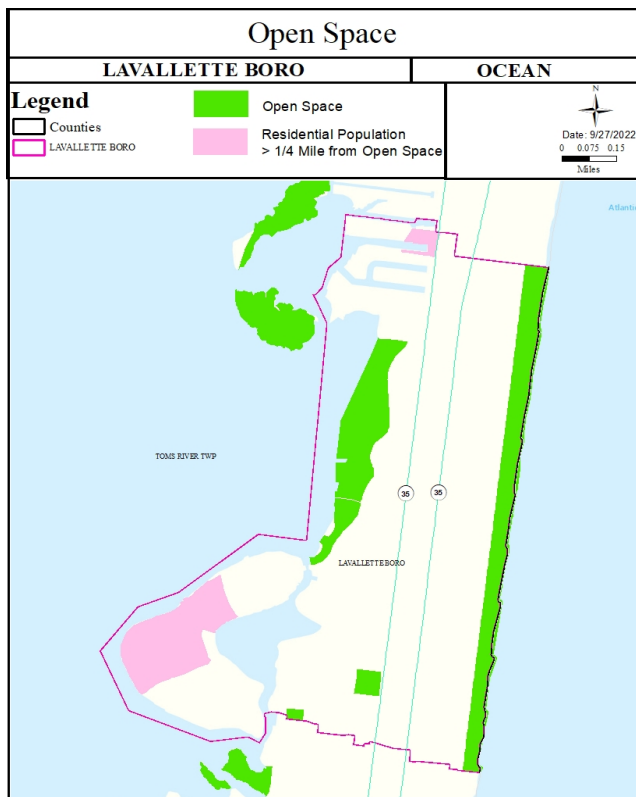 Open Space
LAVALLETTE BORO
OCEAN
Legend
Counties
LAVALLETTE BORO
Open Space
Residential Population
> 1/4 Mile from Open Space
N
Date: 9/27/2022
0 0.075 0.15
Miles
Atlantic
TOMS RIVER TWP
35
35
LAVALLETTE BORO